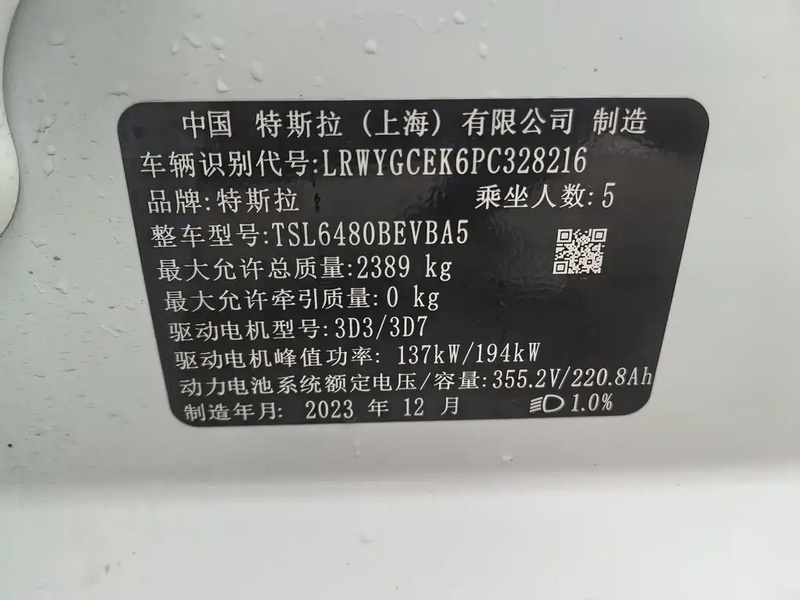 中国 特斯拉 (上海) 有限公司 制造
车辆识别代号:LRWYGCEK6PC328216
品牌:特斯拉 乘坐人数:5
整车型号:TSL6480BEVBA5
最大允许总质量:2389 kg
最大允许牵引质量:0 kg
驱动电机型号:3D3/3D7
驱动电机峰值功率: 137kW/194kW
动力电池系统额定电压/容量:355.2V/220.8Ah
制造年月: 2023 年 12 月 1.0%